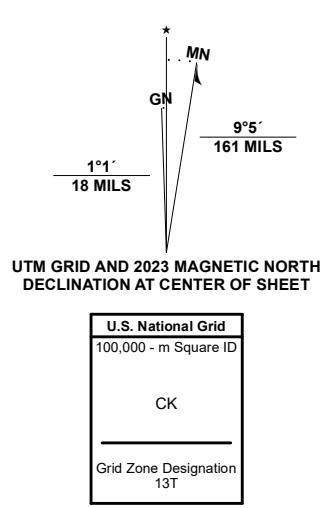 MN
GN
9°5´
161 MILS
1°1´
18 MILS
UTM GRID AND 2023 MAGNETIC NORTH
DECLINATION AT CENTER OF SHEET
U.S. National Grid
100,000 - m Square ID
CK
Grid Zone Designation
13T